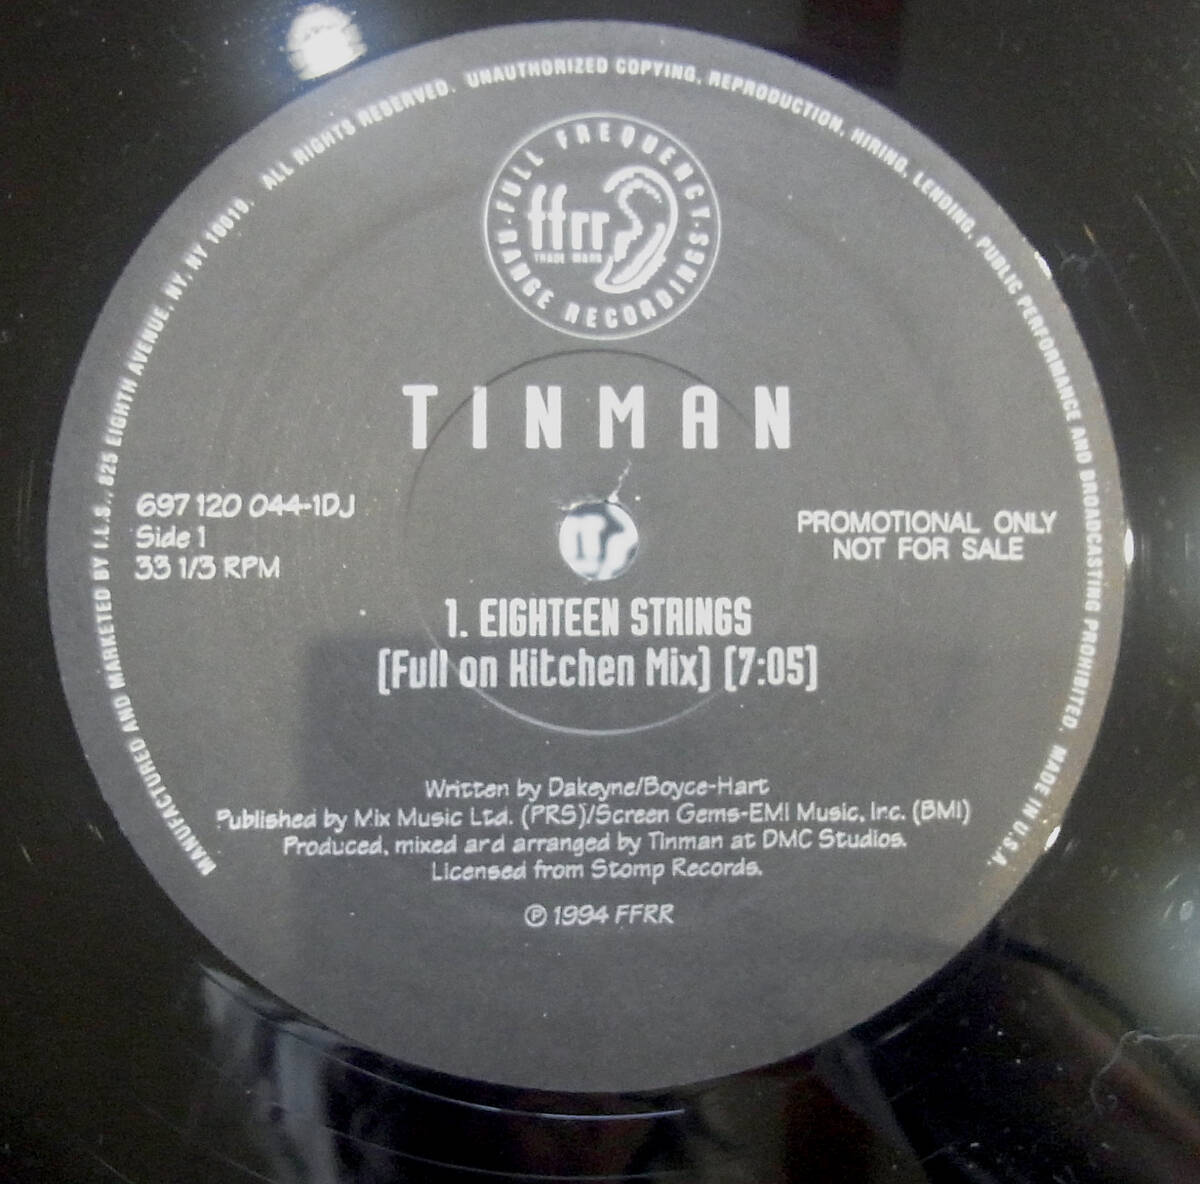 MANUFACTURED AND MARKETED BY I.L.S., 825 EIGHTH AVENUE, NY, NY 10019. ALL RIGHTS RESERVED. UNAUTHORIZED COPYING, REPRODUCTION, HIRING, LENDING, PUBLIC PERFORMANCE AND BROADCASTING PROHIBITED. MADE IN U.S.A.
FULL FREQUENCY
ffrr
TRADE MARK
RANGE RECORDINGS
TINMAN
697 120 044-1DJ
Side 1
33 1/3 RPM
PROMOTIONAL ONLY
NOT FOR SALE
1. EIGHTEEN STRINGS
[Full on Kitchen Mix] [7:05]
Written by Dakeyne/Boyce-Hart
Published by Mix Music Ltd. (PRS)/Screen Gems-EMI Music, Inc. (BMI)
Produced, mixed and arranged by Tinman at DMC Studios.
Licensed from Stomp Records.
℗ 1994 FFRR